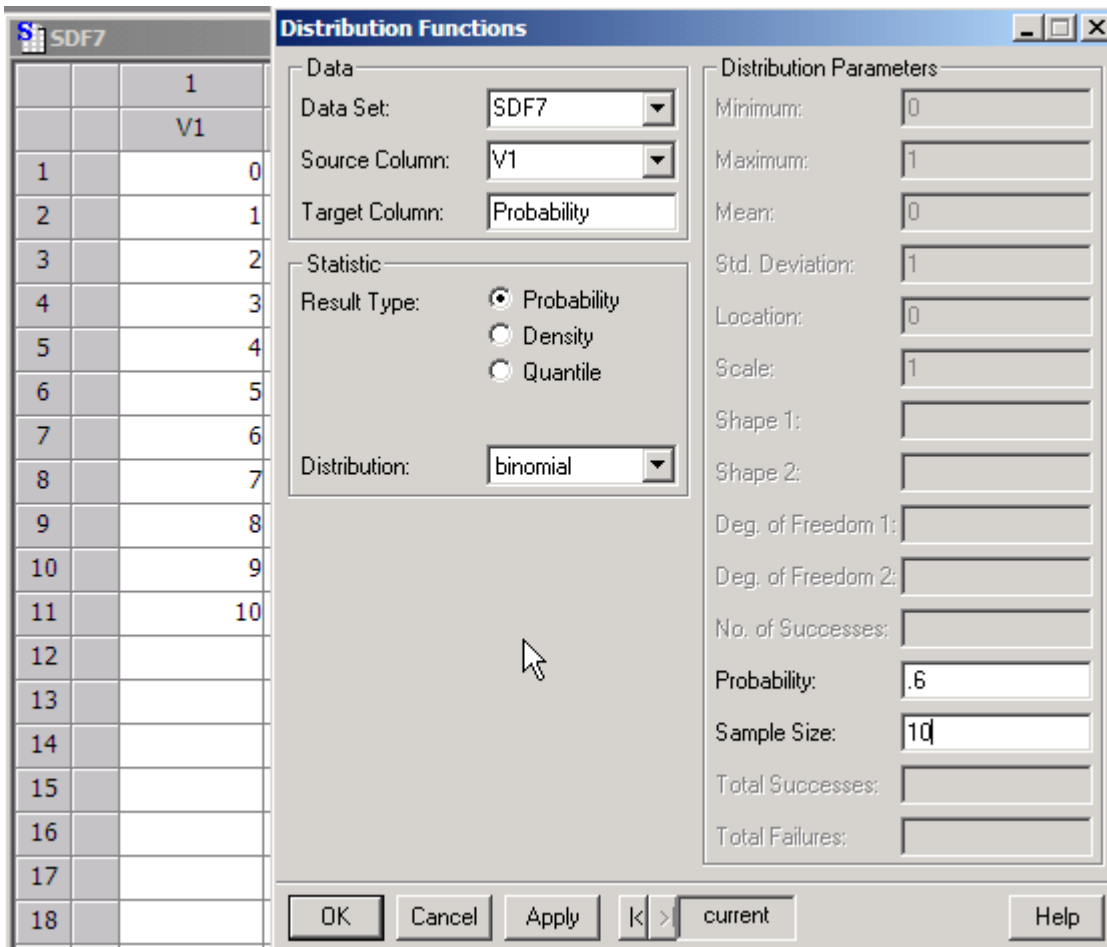 SDF7
1
V1
1 0
2 1
3 2
4 3
5 4
6 5
7 6
8 7
9 8
10 9
11 10
12
13
14
15
16
17
18
Distribution Functions
Data
Data Set: SDF7
Source Column: V1
Target Column: Probability
Statistic
Result Type: Probability
Density
Quantile
Distribution: binomial
Distribution Parameters
Minimum: 0
Maximum: 1
Mean: 0
Std. Deviation: 1
Location: 0
Scale: 1
Shape 1:
Shape 2:
Deg. of Freedom 1:
Deg. of Freedom 2:
No. of Successes:
Probability: .6
Sample Size: 10
Total Successes:
Total Failures:
OK Cancel Apply |< >| current Help